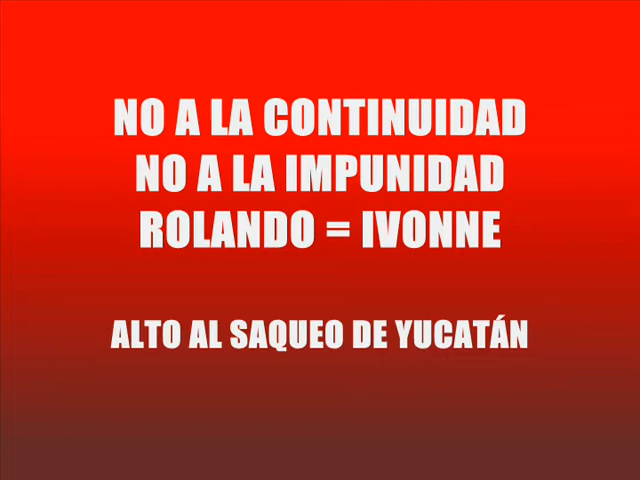 NO A LA CONTINUIDAD
NO A LA IMPUNIDAD
ROLANDO = IVONNE
ALTO AL SAQUEO DE YUCATÁN